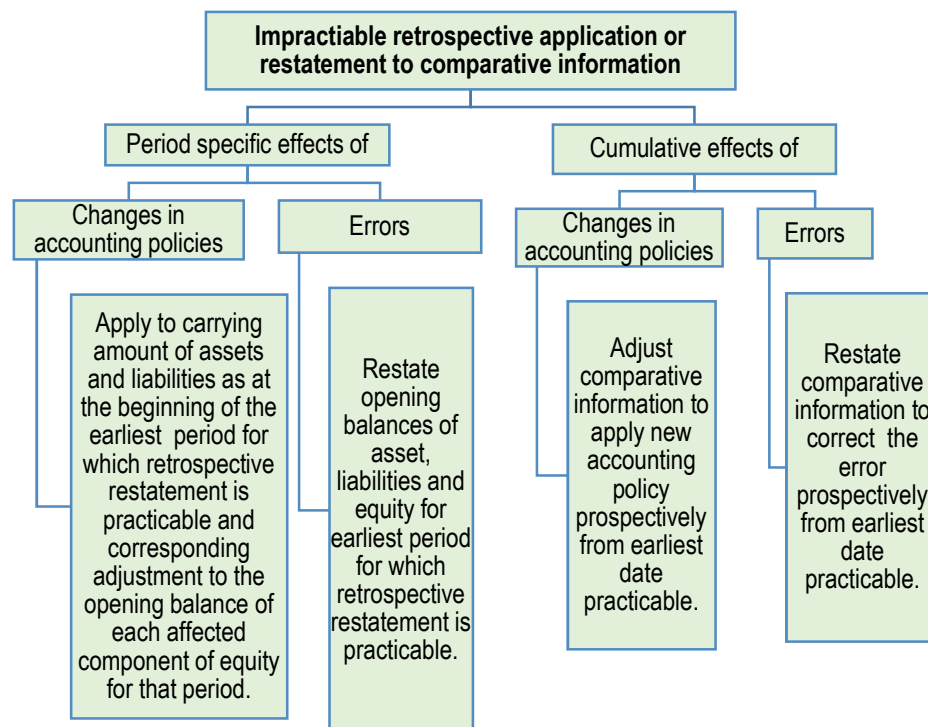 Impractiable retrospective application or
restatement to comparative information
Period specific effects of
Cumulative effects of
Changes in
accounting policies
Errors
Changes in
accounting policies
Errors
Apply to carrying
amount of assets
and liabilities as at
the beginning of the
earliest period for
which retrospective
restatement is
practicable and
corresponding
adjustment to the
opening balance of
each affected
component of equity
for that period.
Restate
opening
balances of
asset,
liabilities and
equity for
earliest period
for which
retrospective
restatement is
practicable.
Adjust
comparative
information to
apply new
accounting
policy
prospectively
from earliest
date
practicable.
Restate
comparative
information to
correct the
error
prospectively
from earliest
date
practicable.